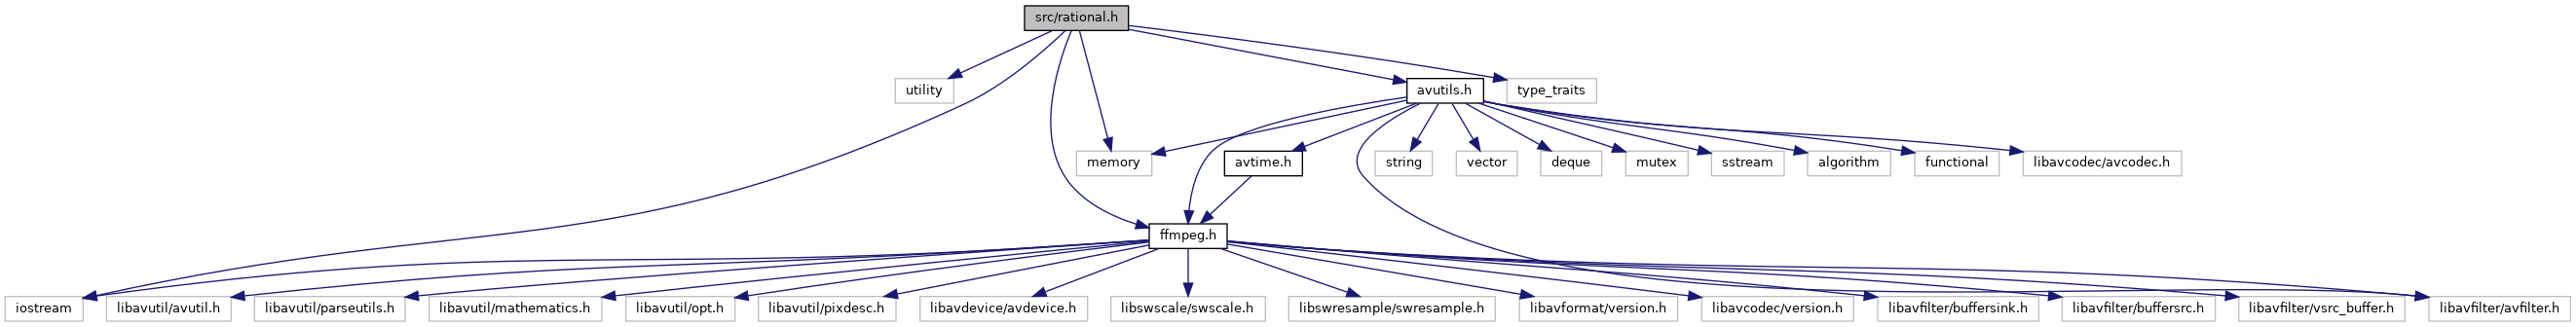 src/rational.h
utility
avutils.h
type_traits
memory
avtime.h
string
vector
deque
mutex
sstream
algorithm
functional
libavcodec/avcodec.h
ffmpeg.h
iostream
libavutil/avutil.h
libavutil/parseutils.h
libavutil/mathematics.h
libavutil/opt.h
libavutil/pixdesc.h
libavdevice/avdevice.h
libswscale/swscale.h
libswresample/swresample.h
libavformat/version.h
libavcodec/version.h
libavfilter/buffersink.h
libavfilter/buffersrc.h
libavfilter/vsrc_buffer.h
libavfilter/avfilter.h